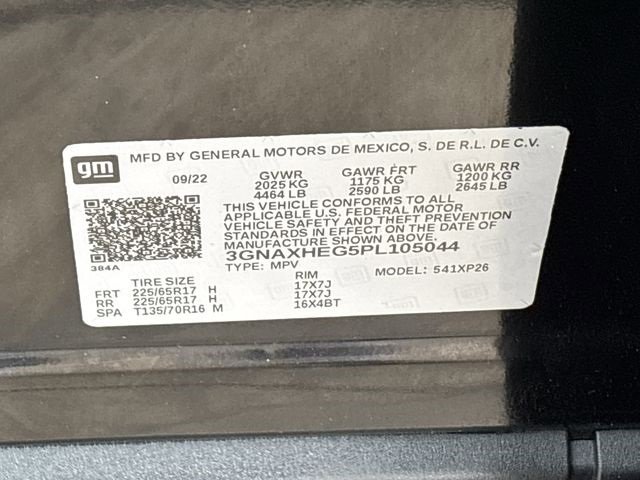 gm MFD BY GENERAL MOTORS DE MEXICO, S. DE R.L. DE C.V.
09/22 GVWR GAWR FRT GAWR RR
2025 KG 1175 KG 1200 KG
4464 LB 2590 LB 2645 LB
THIS VEHICLE CONFORMS TO ALL
APPLICABLE U.S. FEDERAL MOTOR
VEHICLE SAFETY AND THEFT PREVENTION
STANDARDS IN EFFECT ON THE DATE OF
MANUFACTURE SHOWN ABOVE.
3GNAXHEG5PL105044
384A TYPE: MPV MODEL: 541XP26
TIRE SIZE RIM
FRT 225/65R17 H 17X7J
RR 225/65R17 H 17X7J
SPA T135/70R16 M 16X4BT